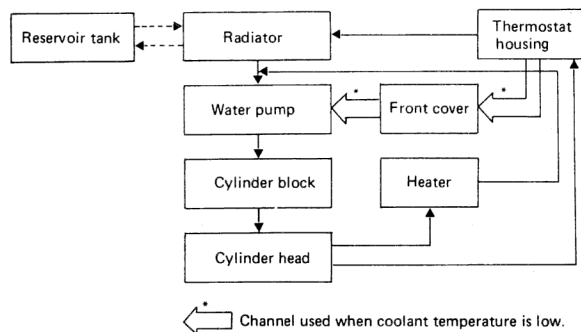 Reservoir tank
Radiator
Thermostat
housing
*
*
Water pump
Front cover
Cylinder block
Heater
Cylinder head
*
Channel used when coolant temperature is low.